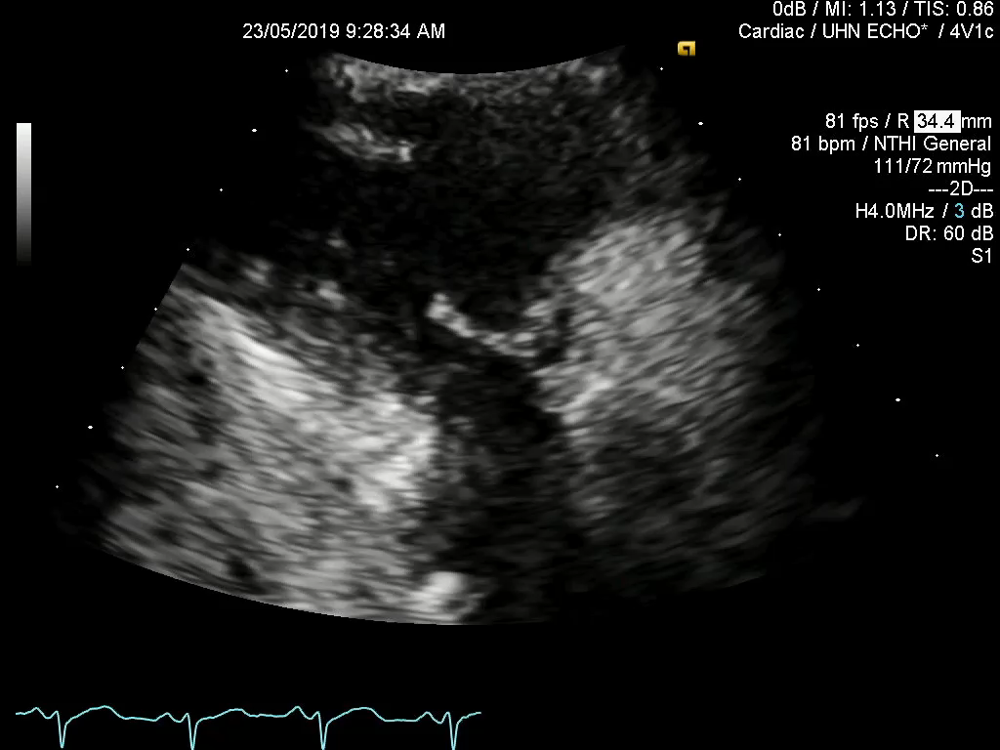 0dB / MI: 1.13 / TIS: 0.86
23/05/2019 9:28:34 AM
Cardiac / UHN ECHO* / 4V1c
81 fps / R 34.4 mm
81 bpm / NTHI General
111/72 mmHg
---2D---
H4.0MHz / 3 dB
DR: 60 dB
S1